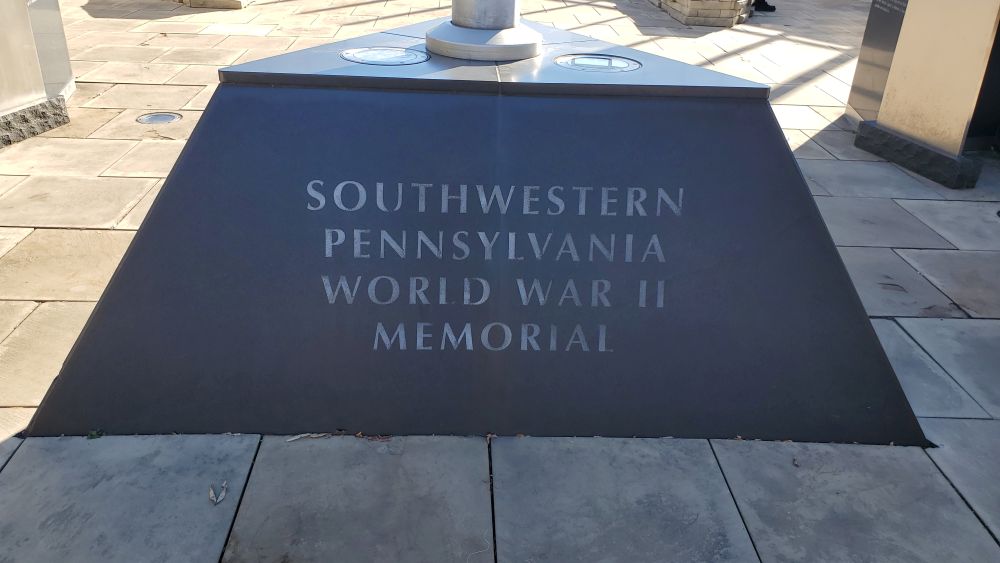 SOUTHWESTERN
PENNSYLVANIA
WORLD WAR II
MEMORIAL